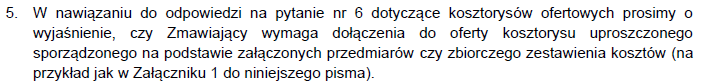 5. W nawiązaniu do odpowiedzi na pytanie nr 6 dotyczące kosztorysów ofertowych prosimy o
wyjaśnienie, czy Zmawiający wymaga dołączenia do oferty kosztorysu uproszczonego
sporządzonego na podstawie załączonych przedmiarów czy zbiorczego zestawienia kosztów (na
przykład jak w Załączniku 1 do niniejszego pisma).